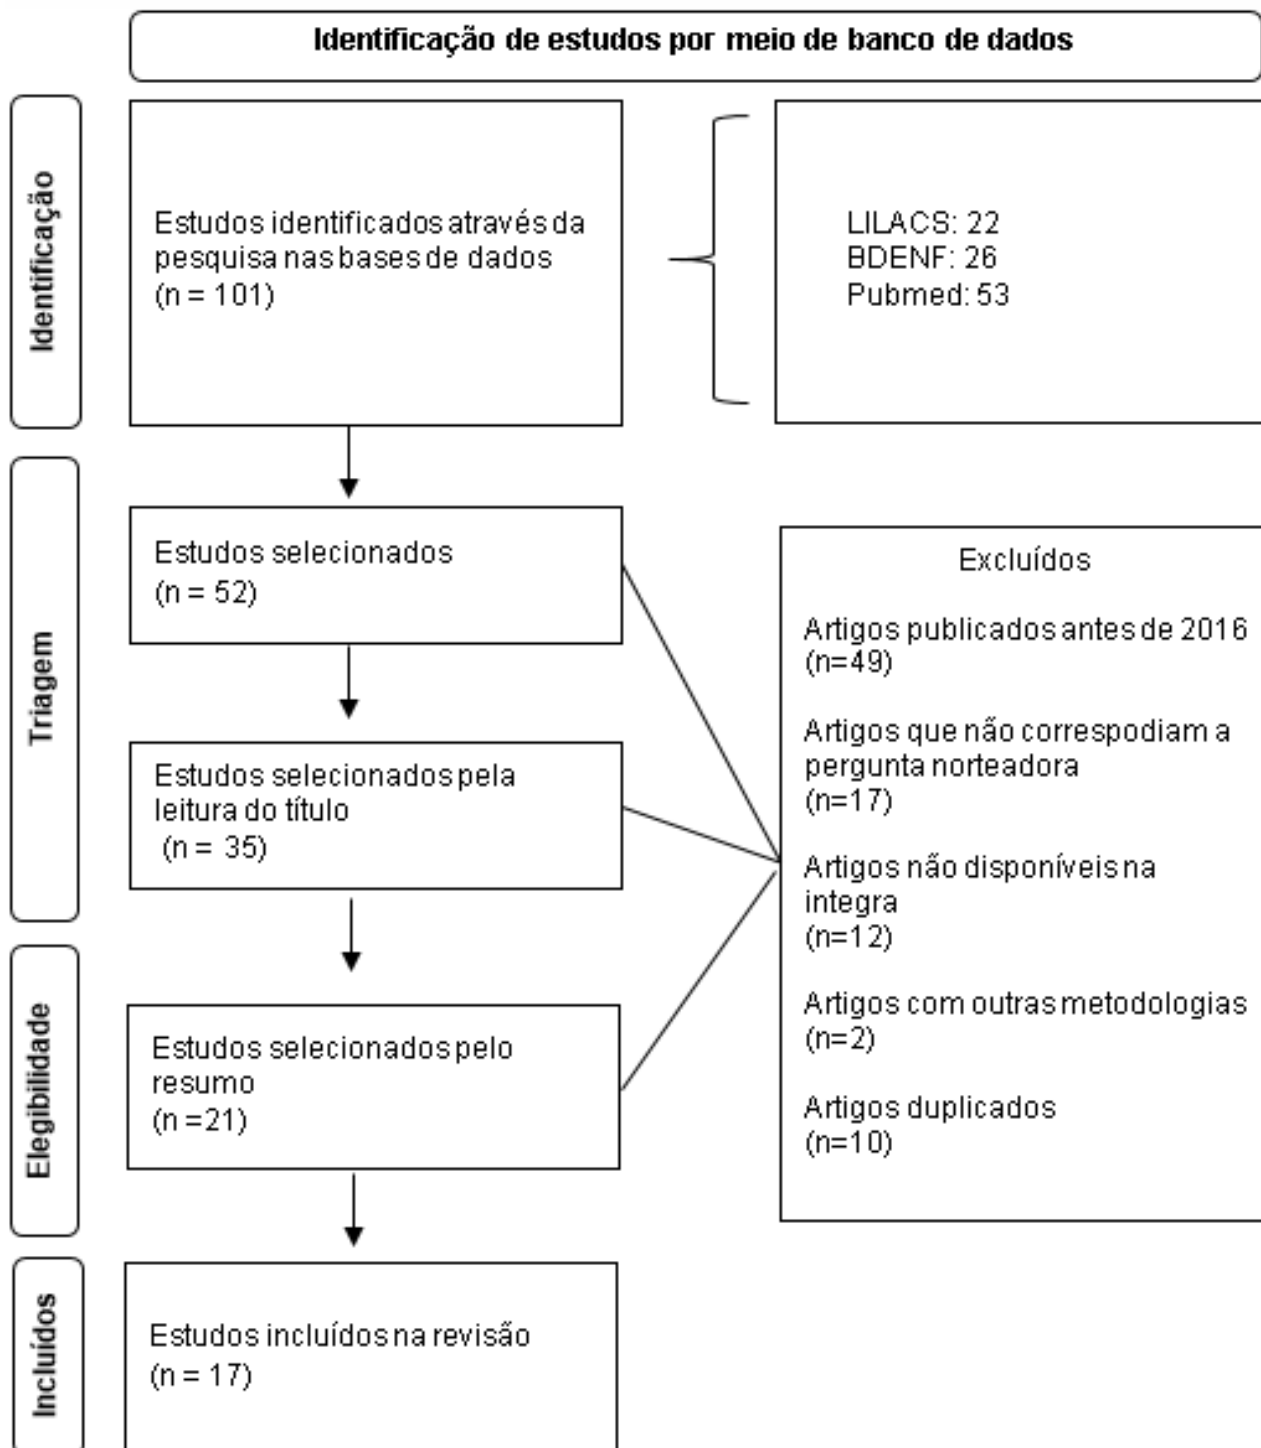 Identificação de estudos por meio de banco de dados
Identificação
Estudos identificados através da
pesquisa nas bases de dados
(n = 101)
LILACS: 22
BDENF: 26
Pubmed: 53
Triagem
Estudos selecionados
(n = 52)
Estudos selecionados pela
leitura do título
(n = 35)
Excluídos
Artigos publicados antes de 2016
(n=49)
Artigos que não correspodiam a
pergunta norteadora
(n=17)
Artigos não disponíveis na
integra
(n=12)
Artigos com outras metodologias
(n=2)
Artigos duplicados
(n=10)
Elegibilidade
Estudos selecionados pelo
resumo
(n =21)
Incluídos
Estudos incluídos na revisão
(n = 17)